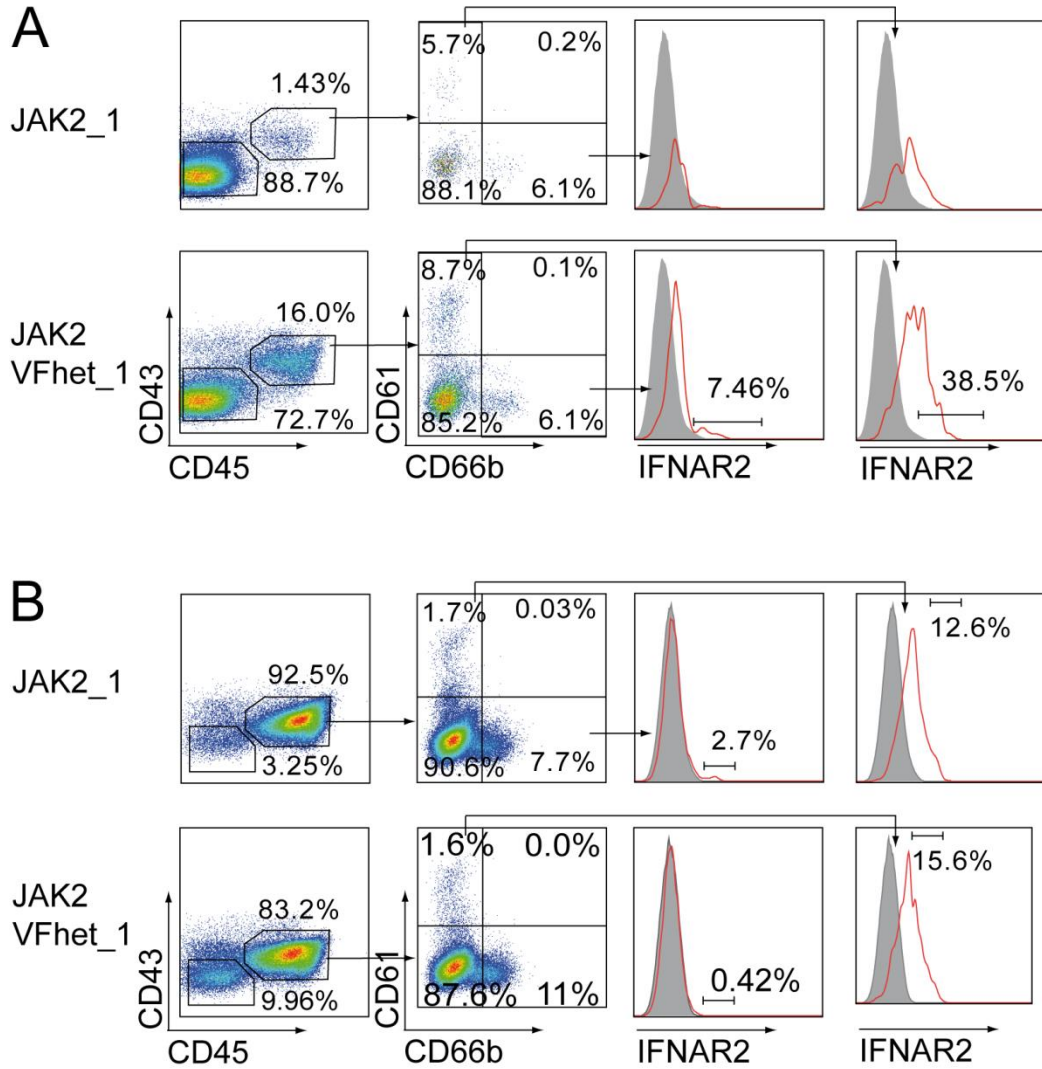 A
JAK2_1
1.43%
88.7%
5.7% 0.2%
88.1% 6.1%
JAK2
VFhet_1
CD43
16.0%
72.7%
CD45
CD61
8.7% 0.1%
85.2% 6.1%
CD66b
7.46%
IFNAR2
38.5%
IFNAR2
B
JAK2_1
92.5%
3.25%
1.7% 0.03%
90.6% 7.7%
2.7%
12.6%
JAK2
VFhet_1
CD43
83.2%
9.96%
CD45
CD61
1.6% 0.0%
87.6% 11%
CD66b
0.42%
IFNAR2
15.6%
IFNAR2